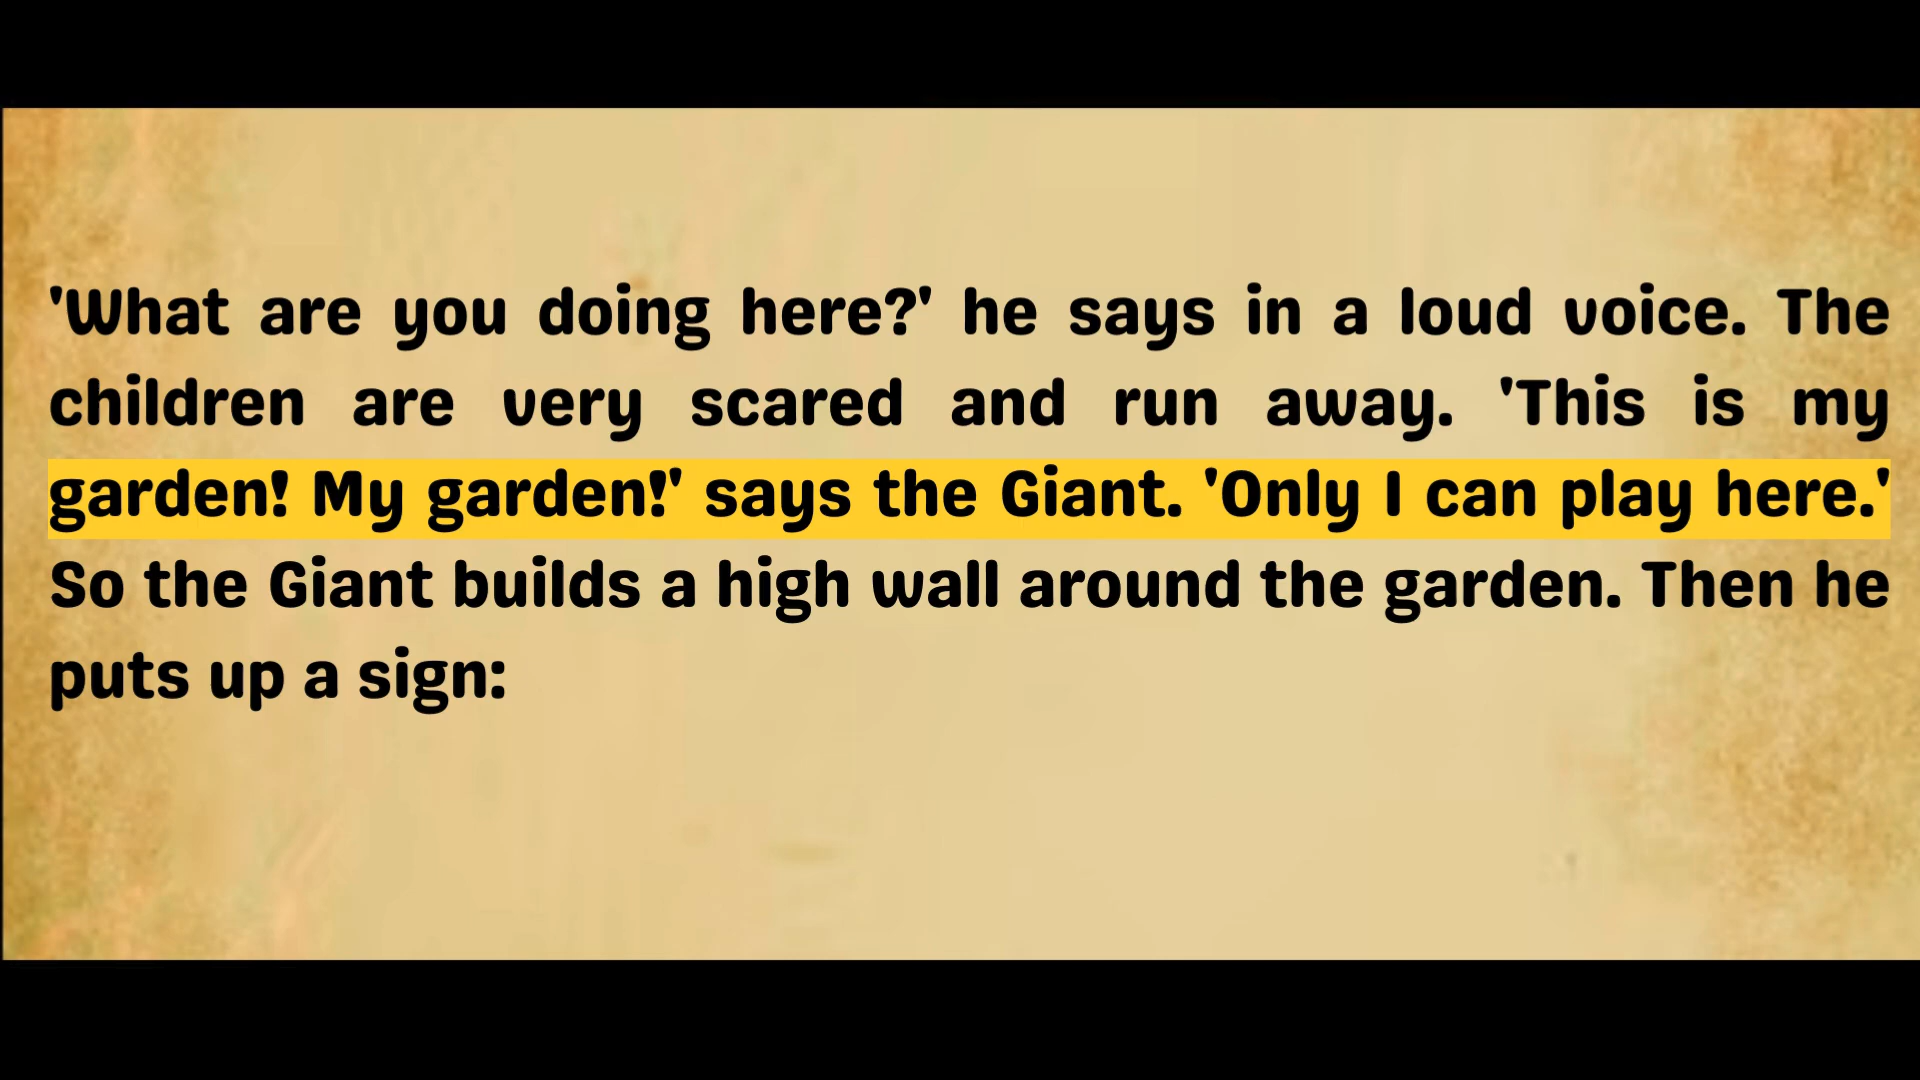 'What are you doing here?' he says in a loud voice. The
children are very scared and run away. 'This is my
garden! My garden!' says the Giant. 'Only I can play here.'
So the Giant builds a high wall around the garden. Then he
puts up a sign: